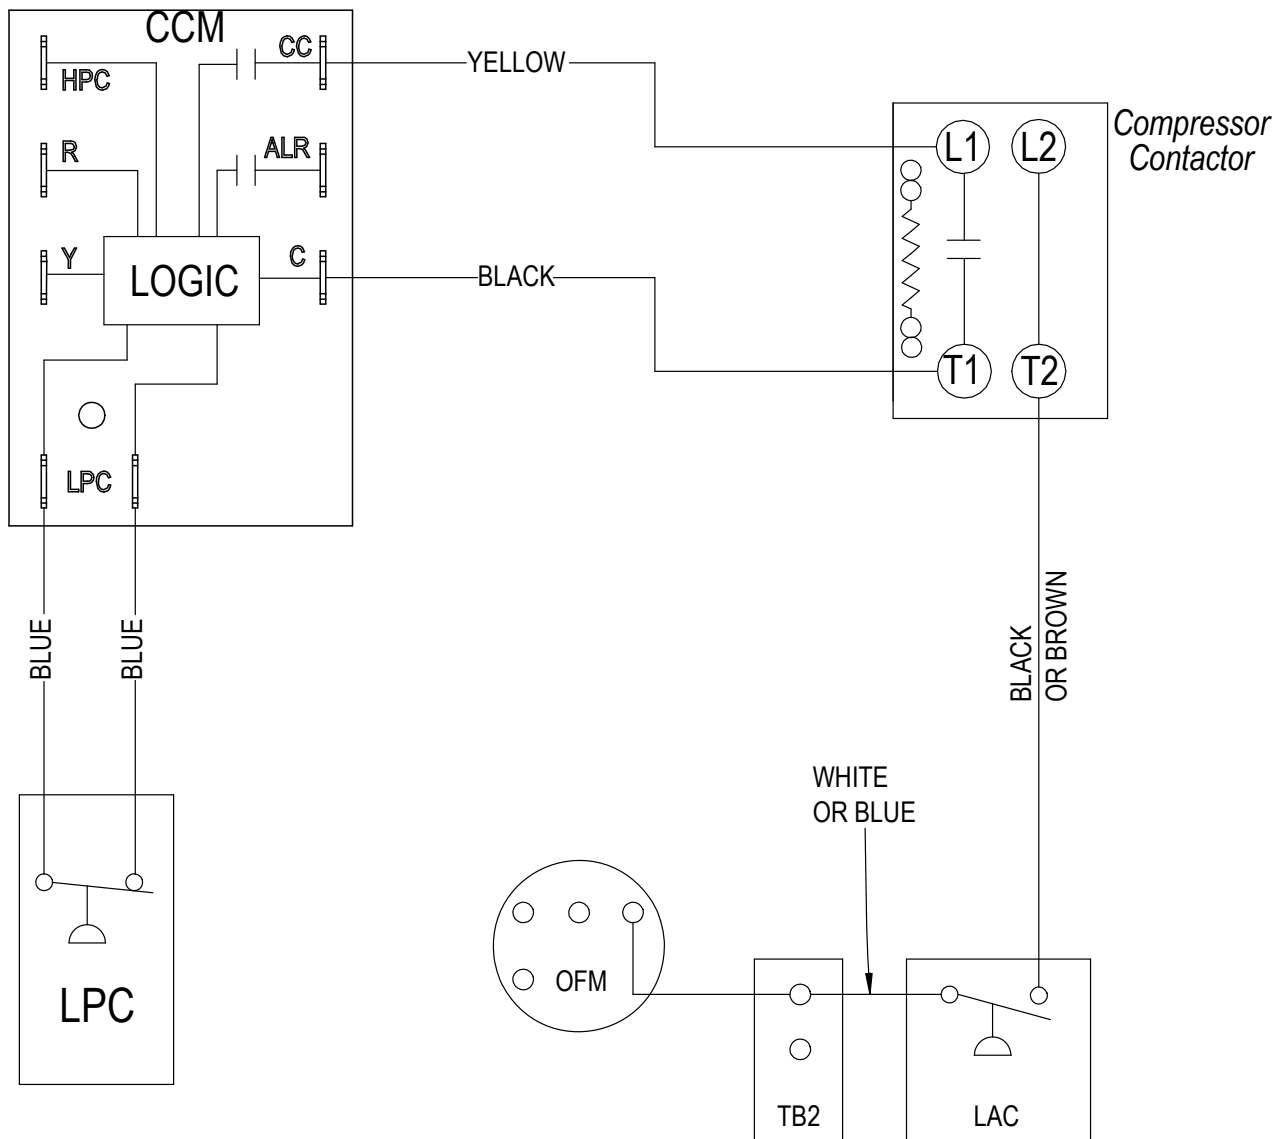 CCM
CC
HPC
YELLOW
R
ALR
L1
L2
Compressor
Contactor
Y
C
LOGIC
BLACK
T1
T2
LPC
BLUE
BLUE
BLACK
OR BROWN
WHITE
OR BLUE
OFM
LPC
TB2
LAC